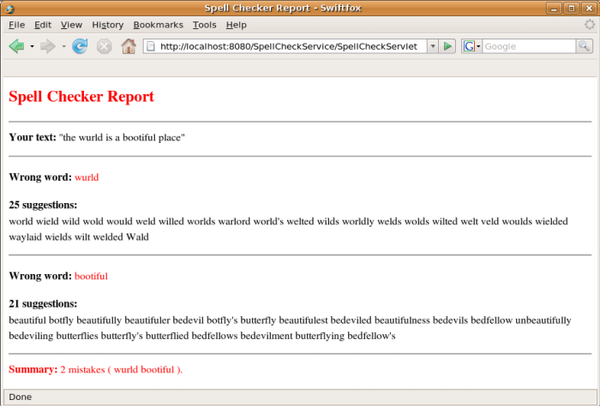 Spell Checker Report - Swiftfox
File Edit View History Bookmarks Tools Help
http://localhost:8080/SpellCheckService/SpellCheckServlet G Google
Spell Checker Report
Your text: "the wurld is a bootiful place"
Wrong word: wurld
25 suggestions:
world wield wild wold would weld willed worlds warlord world's welted wilds worldly welds wolds wilted welt veld woulds wielded
waylaid wields wilt welded Wald
Wrong word: bootiful
21 suggestions:
beautiful botfly beautifully beautifuler bedevil botfly's butterfly beautifulest bedeviled beautifulness bedevils bedfellow unbeautifully
bedeviling butterflies butterfly's butterflied bedfellows bedevilment butterflying bedfellow's
Summary: 2 mistakes ( wurld bootiful ).
Done